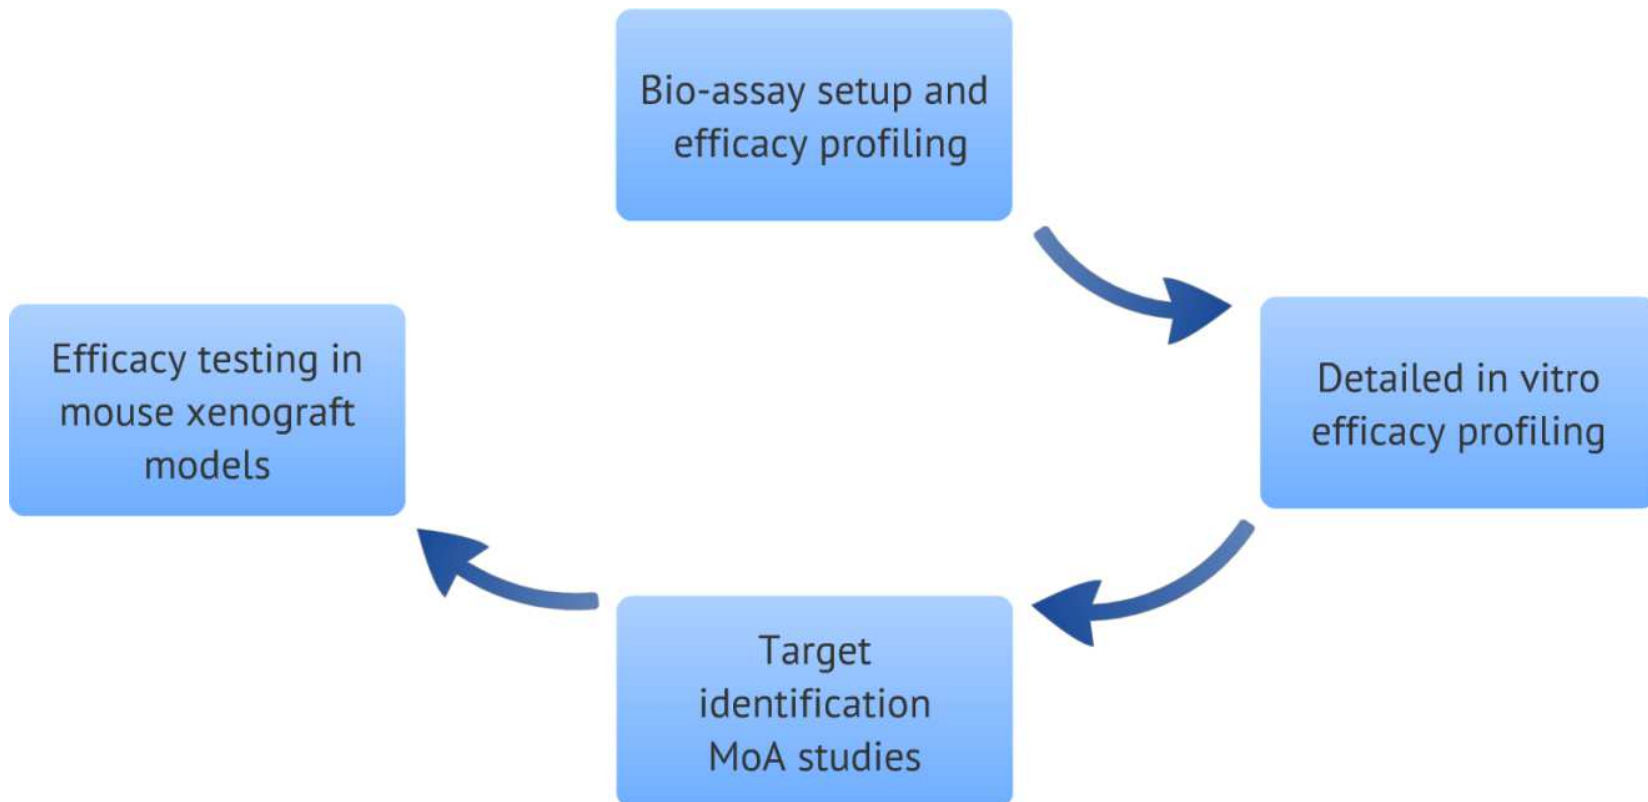 Bio-assay setup and
efficacy profiling
Detailed in vitro
efficacy profiling
Target
identification
MoA studies
Efficacy testing in
mouse xenograft
models